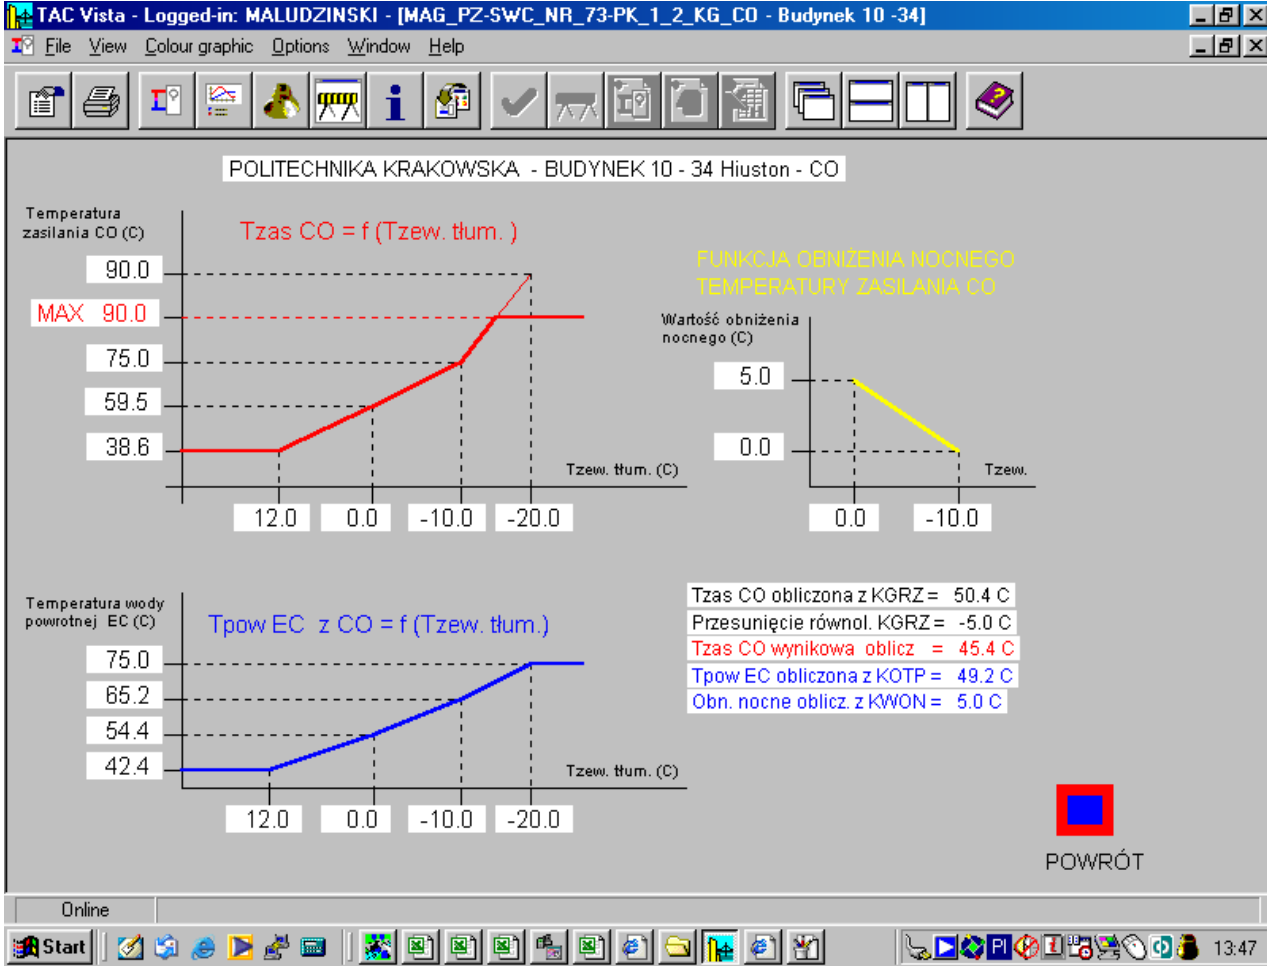 TAC Vista - Logged-in: MALUDZINSKI - [MAG_PZ-SWC_NR_73-PK_1_2_KG_CO - Budynek 10 -34]
File View Colour graphic Options Window Help
POLITECHNIKA KRAKOWSKA - BUDYNEK 10 - 34 Hiuston - CO
Temperatura
zasilania CO (C)
Tzas CO = f (Tzew. tłum. )
90.0
MAX 90.0
75.0
59.5
38.6
Tzew. tłum. (C)
12.0 0.0 -10.0 -20.0
FUNKCJA OBNIŻENIA NOCNEGO
TEMPERATURY ZASILANIA CO
Wartość obniżenia
nocnego (C)
5.0
0.0
Tzew.
0.0 -10.0
Temperatura wody
powrotnej EC (C)
Tpow EC z CO = f (Tzew. tłum.)
75.0
65.2
54.4
42.4
Tzew. tłum. (C)
12.0 0.0 -10.0 -20.0
Tzas CO obliczona z KGRZ = 50.4 C
Przesunięcie równol. KGRZ = -5.0 C
Tzas CO wynikowa oblicz = 45.4 C
Tpow EC obliczona z KOTP = 49.2 C
Obn. nocne oblicz. z KWON = 5.0 C
POWRÓT
Online
Start
Pl
13:47